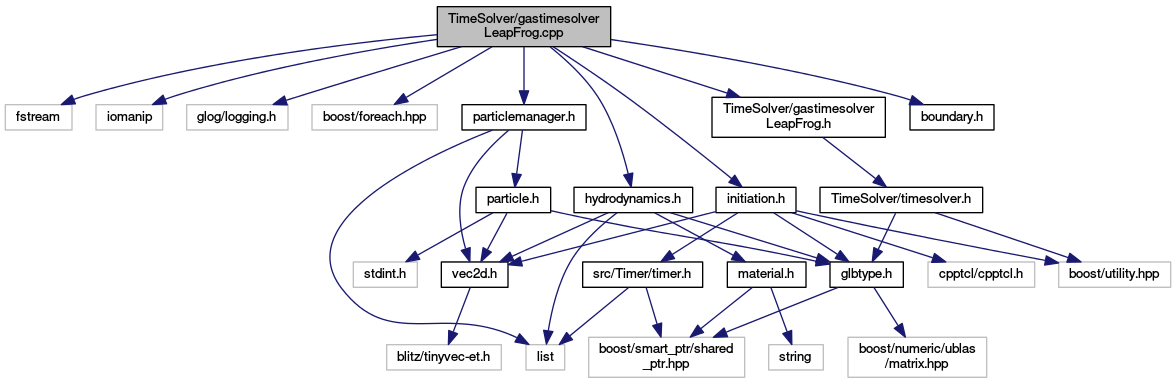 TimeSolver/gastimesolver
LeapFrog.cpp
fstream
iomanip
glog/logging.h
boost/foreach.hpp
particlemanager.h
TimeSolver/gastimesolver
LeapFrog.h
boundary.h
particle.h
hydrodynamics.h
initiation.h
TimeSolver/timesolver.h
stdint.h
vec2d.h
src/Timer/timer.h
material.h
glbtype.h
cpptcl/cpptcl.h
boost/utility.hpp
blitz/tinyvec-et.h
list
boost/smart_ptr/shared
_ptr.hpp
string
boost/numeric/ublas
/matrix.hpp